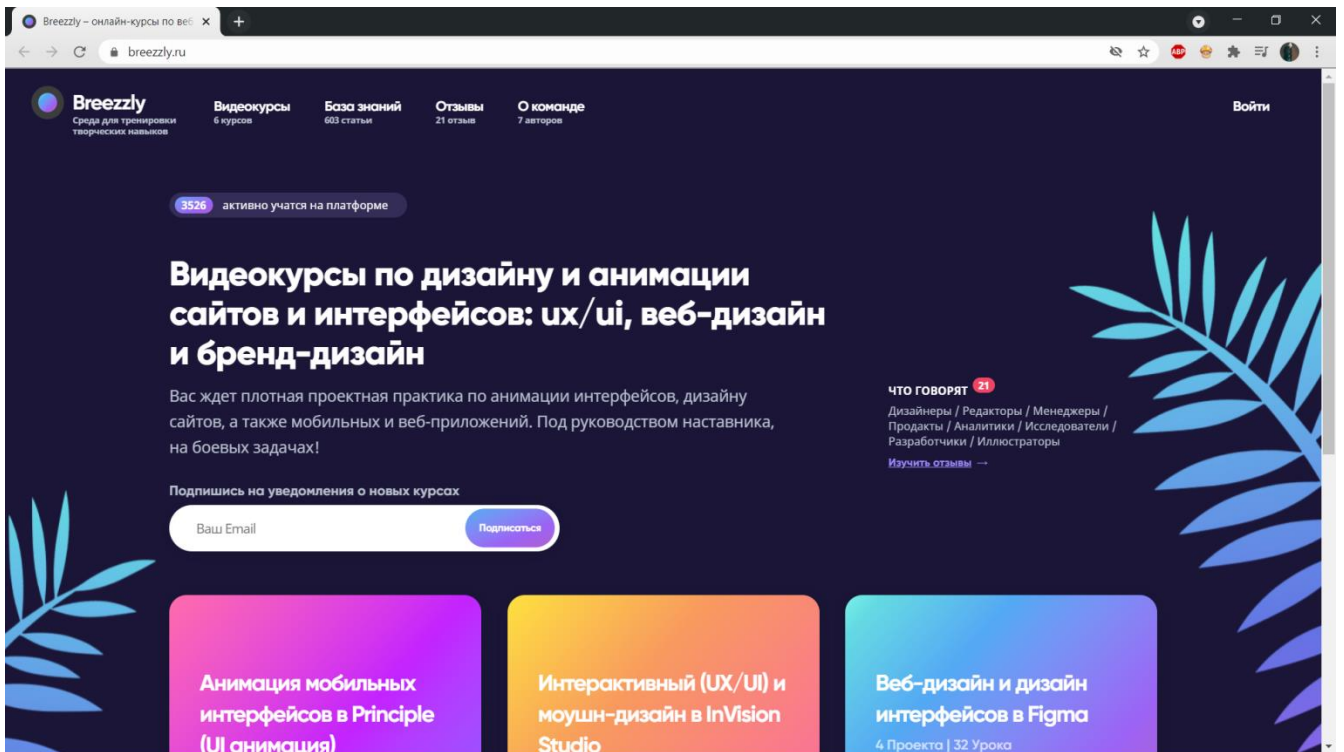 Breezzly – онлайн-курсы по веб
breezzly.ru
ABP
Breezzly
Среда для тренировки
творческих навыков
Видеокурсы
6 курсов
База знаний
603 статьи
Отзывы
21 отзыв
О команде
7 авторов
Войти
3526 активно учатся на платформе
Видеокурсы по дизайну и анимации
сайтов и интерфейсов: ux/ui, веб-дизайн
и бренд-дизайн
Вас ждет плотная проектная практика по анимации интерфейсов, дизайну
сайтов, а также мобильных и веб-приложений. Под руководством наставника,
на боевых задачах!
ЧТО ГОВОРЯТ 21
Дизайнеры / Редакторы / Менеджеры /
Продакты / Аналитики / Исследователи /
Разработчики / Иллюстраторы
Изучить отзывы →
Подпишись на уведомления о новых курсах
Ваш Email
Подписаться
Анимация мобильных
интерфейсов в Principle
(UI анимация)
Интерактивный (UX/UI) и
моушн-дизайн в InVision
Studio
Веб-дизайн и дизайн
интерфейсов в Figma
4 Проекта | 32 Урока